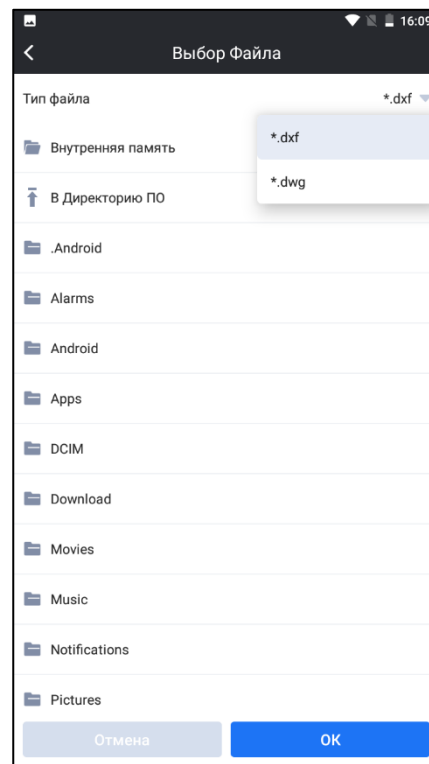 16:09
Выбор Файла
Тип файла *.dxf
Внутренняя память *.dxf
В Директорию ПО *.dwg
.Android
Alarms
Android
Apps
DCIM
Download
Movies
Music
Notifications
Pictures
Отмена OK